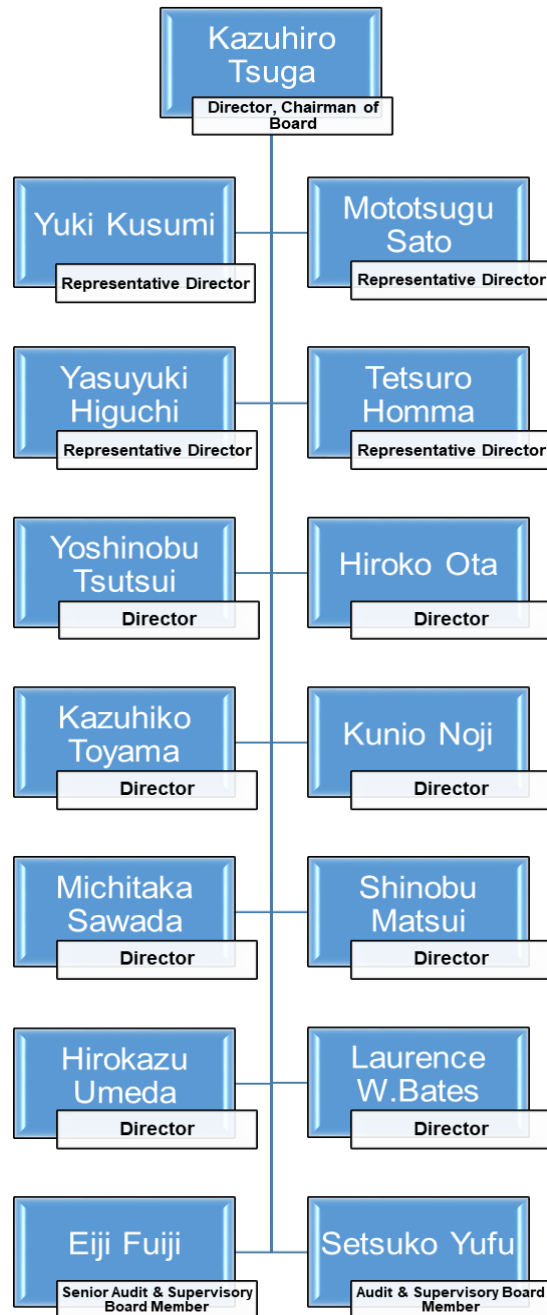 Kazuhiro
Tsuga
Director, Chairman of
Board
Yuki Kusumi
Representative Director
Mototsugu
Sato
Representative Director
Yasuyuki
Higuchi
Representative Director
Tetsuro
Homma
Representative Director
Yoshinobu
Tsutsui
Director
Hiroko Ota
Director
Kazuhiko
Toyama
Director
Kunio Noji
Director
Michitaka
Sawada
Director
Shinobu
Matsui
Director
Hirokazu
Umeda
Director
Laurence
W.Bates
Director
Eiji Fuiji
Senior Audit & Supervisory
Board Member
Setsuko Yufu
Audit & Supervisory Board
Member